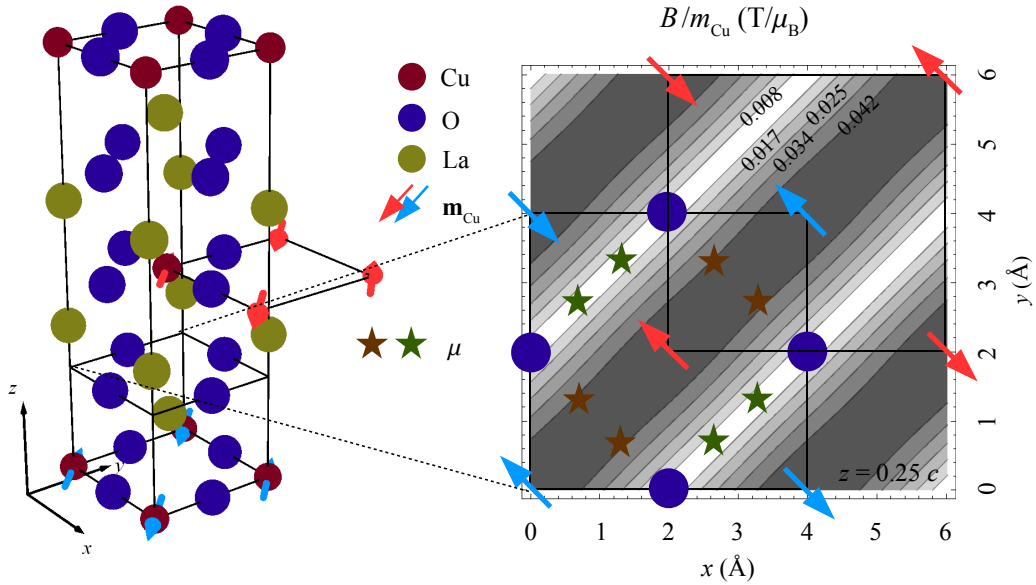 B/m_Cu (T/μ_B)
Cu
O
La
m_Cu
μ
z
y
x
0.008
0.017
0.025
0.034
0.042
z = 0.25 c
0 1 2 3 4 5 6
x (Å)
6
5
4
3
2
1
0
y (Å)